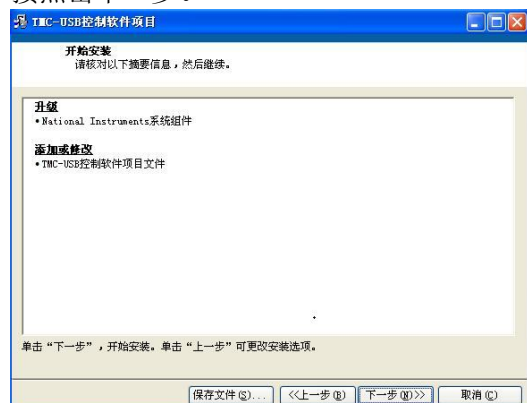 按点击下一步。
TMC-USB控制软件项目
开始安装
请核对以下摘要信息，然后继续。
升级
•National Instruments系统组件
添加或修改
•TMC-USB控制软件项目文件
单击“下一步”，开始安装。单击“上一步”可更改安装选项。
保存文件(S)... <<上一步(B) 下一步(N)>> 取消(C)